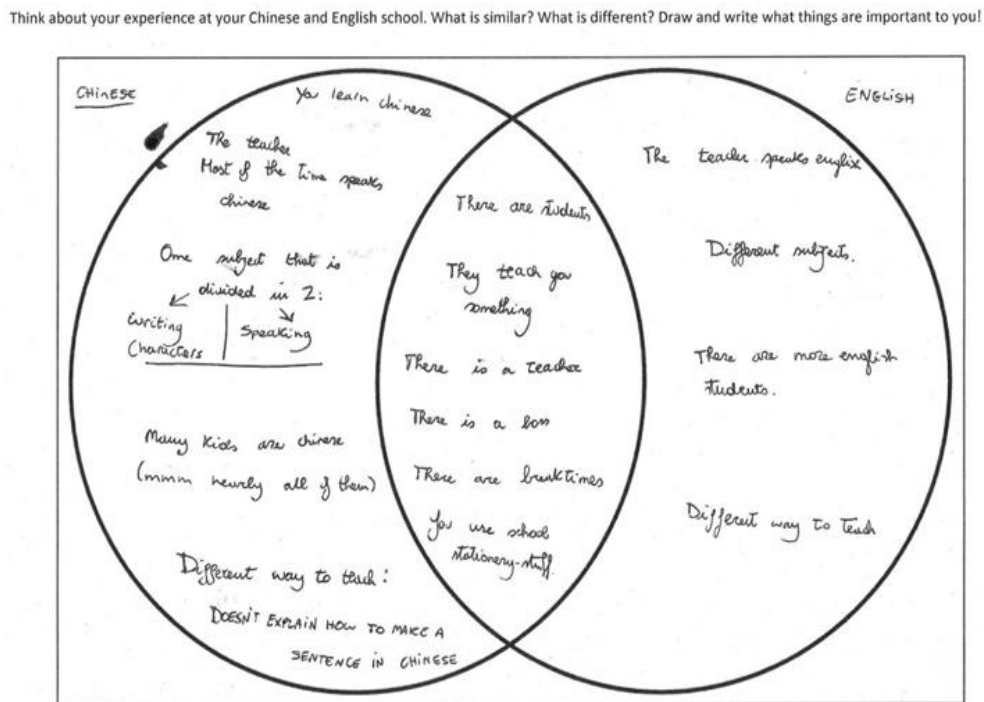 Think about your experience at your Chinese and English school. What is similar? What is different? Draw and write what things are important to you!
CHINESE
You learn chinese
The teacher
Most of the time speaks
chinese
One subject that is
divided in 2:
Writing
Characters
Speaking
Many Kids are chinese
(mmm newrly all of them)
Different way to teach:
DOESN'T EXPLAIN HOW TO MAKE A
SENTENCE IN CHINESE
There are students
They teach you
something
There is a teacher
There is a boss
There are breaktimes
You use school
stationery-stuff.
ENGLISH
The teacher speaks englix
Different subjects.
There are more english
students.
Different way to teach